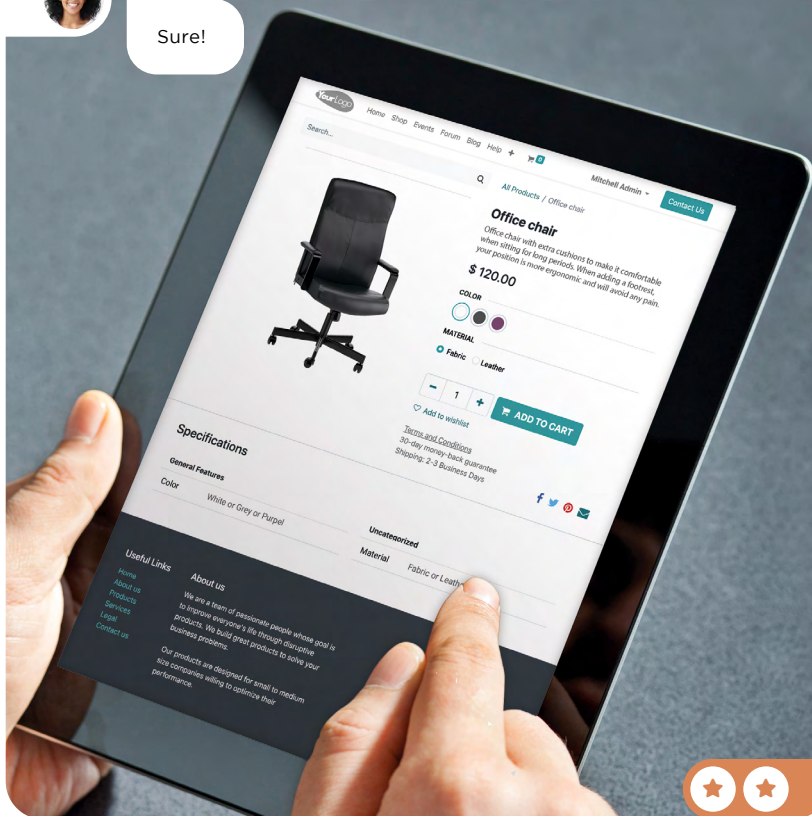 Sure!
YourLogo
Home Shop Events Forum Blog Help + 0
Mitchell Admin
Contact Us
Search...
All Products / Office chair
Office chair
Office chair with extra cushions to make it comfortable
when sitting for long periods. When adding a footrest,
your position is more ergonomic and will avoid any pain.
$ 120.00
COLOR
MATERIAL
Fabric Leather
- 1 +
ADD TO CART
Add to wishlist
Terms and Conditions
30-day money-back guarantee
Shipping: 2-3 Business Days
Specifications
General Features
Color White or Grey or Purpel
Uncategorized
Material Fabric or Leath
Useful Links
Home
About us
Products
Services
Legal
Contact us
About us
We are a team of passionate people whose goal is
to improve everyone's life through disruptive
products. We build great products to solve your
business problems.
Our products are designed for small to medium
size companies willing to optimize their
performance.